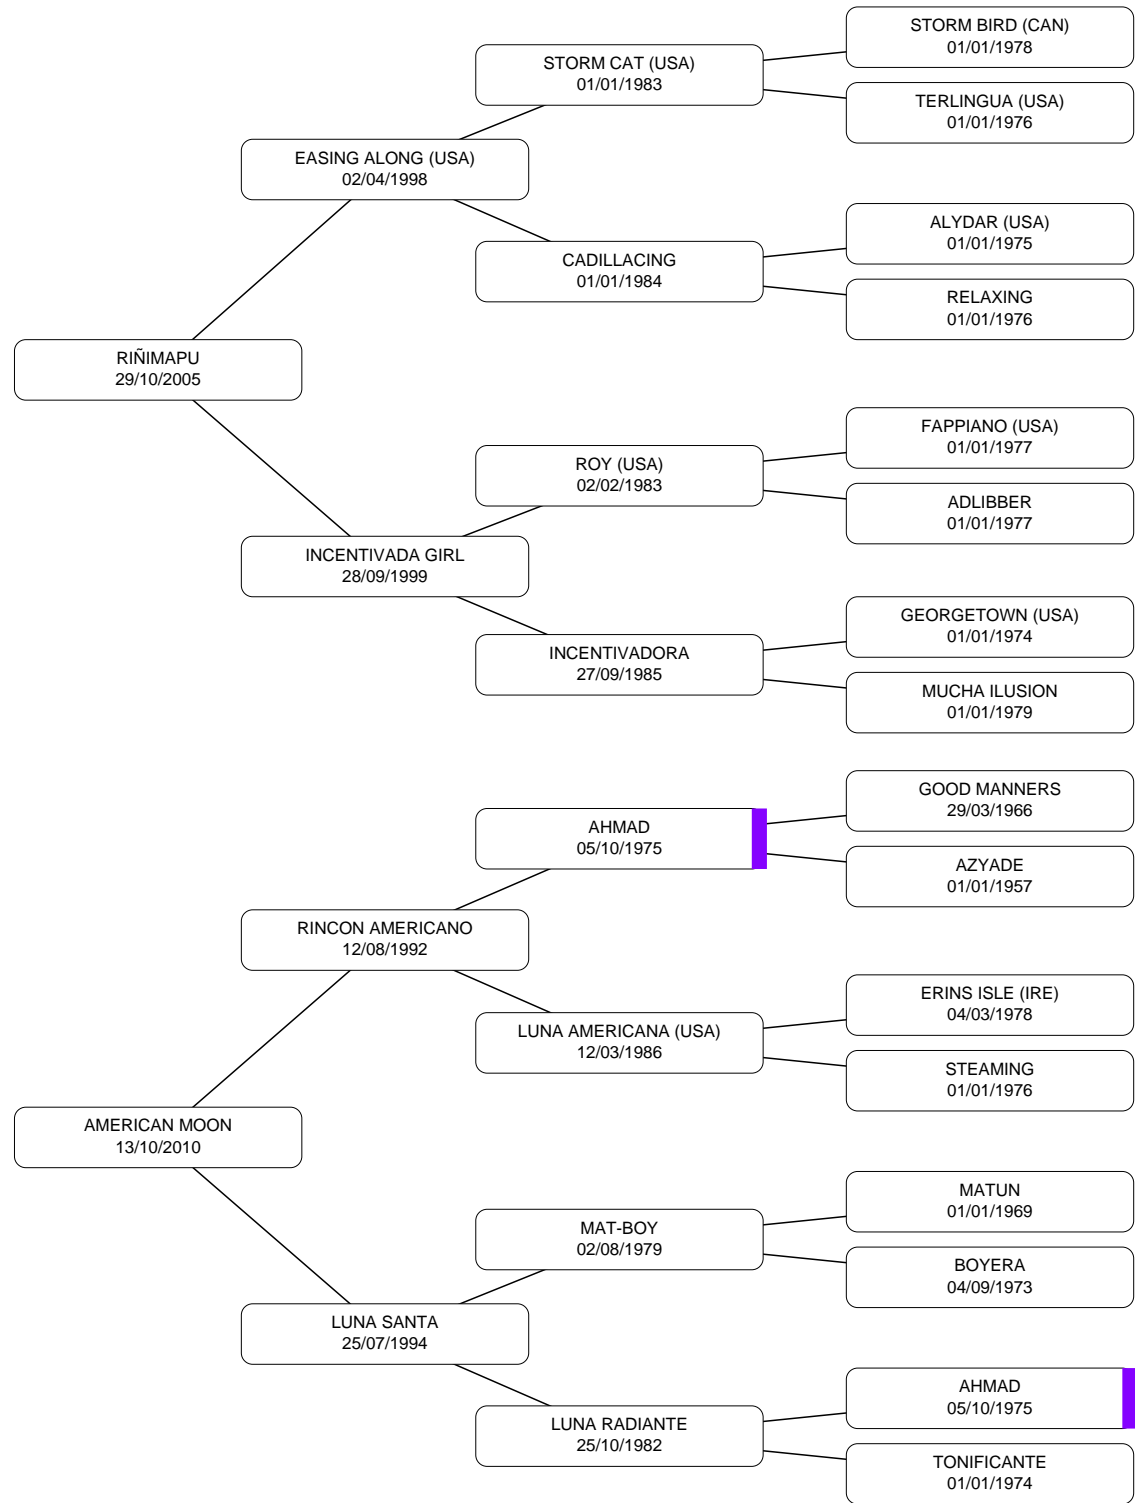 STORM BIRD (CAN)
01/01/1978
STORM CAT (USA)
01/01/1983
TERLINGUA (USA)
01/01/1976
EASING ALONG (USA)
02/04/1998
ALYDAR (USA)
01/01/1975
CADILLACING
01/01/1984
RELAXING
01/01/1976
RIÑIMAPU
29/10/2005
FAPPIANO (USA)
01/01/1977
ROY (USA)
02/02/1983
ADLIBBER
01/01/1977
INCENTIVADA GIRL
28/09/1999
GEORGETOWN (USA)
01/01/1974
INCENTIVADORA
27/09/1985
MUCHA ILUSION
01/01/1979
GOOD MANNERS
29/03/1966
AHMAD
05/10/1975
AZYADE
01/01/1957
RINCON AMERICANO
12/08/1992
ERINS ISLE (IRE)
04/03/1978
LUNA AMERICANA (USA)
12/03/1986
STEAMING
01/01/1976
AMERICAN MOON
13/10/2010
MATUN
01/01/1969
MAT-BOY
02/08/1979
BOYERA
04/09/1973
LUNA SANTA
25/07/1994
AHMAD
05/10/1975
LUNA RADIANTE
25/10/1982
TONIFICANTE
01/01/1974